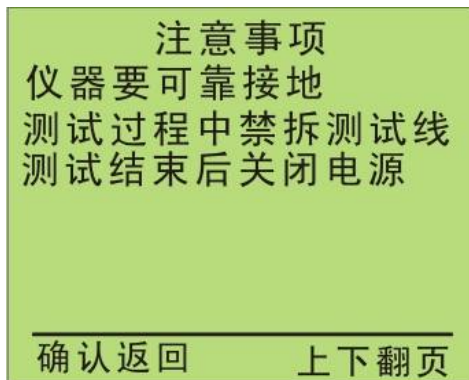 注意事项
仪器要可靠接地
测试过程中禁拆测试线
测试结束后关闭电源
确认返回 上下翻页